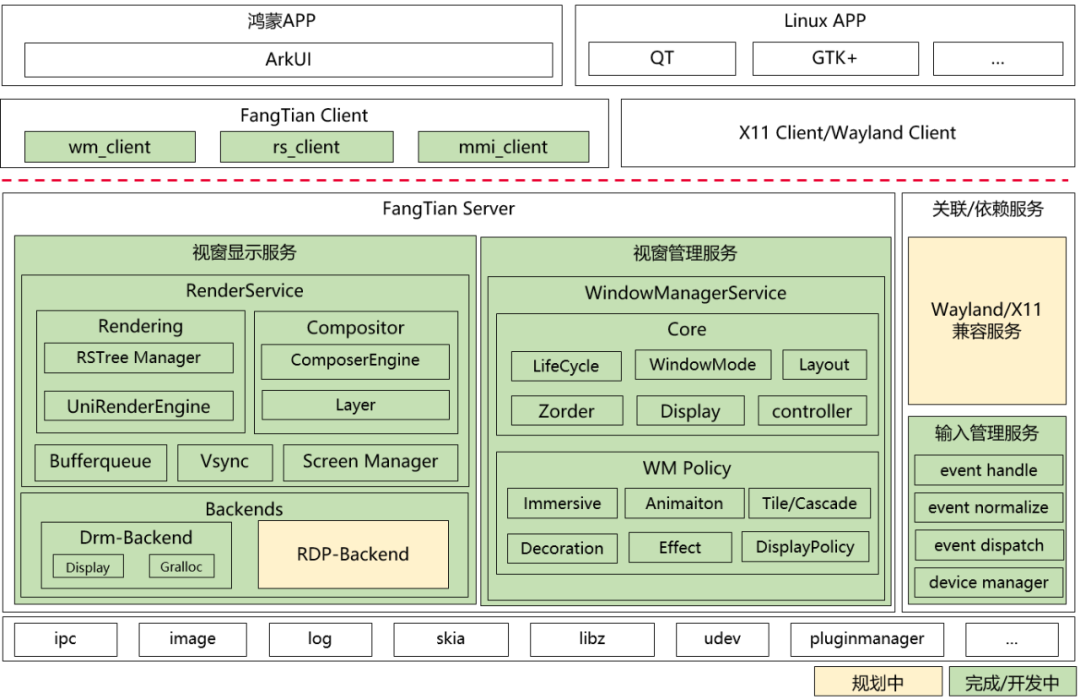 鸿蒙APP
ArkUI
Linux APP
QT
GTK+
...
FangTian Client
wm_client
rs_client
mmi_client
X11 Client/Wayland Client
FangTian Server
视窗显示服务
RenderService
Rendering
RSTree Manager
UniRenderEngine
Compositor
ComposerEngine
Layer
Bufferqueue
Vsync
Screen Manager
Backends
Drm-Backend
Display
Gralloc
RDP-Backend
视窗管理服务
WindowManagerService
Core
LifeCycle
WindowMode
Layout
Zorder
Display
controller
WM Policy
Immersive
Animaiton
Tile/Cascade
Decoration
Effect
DisplayPolicy
关联/依赖服务
Wayland/X11
兼容服务
输入管理服务
event handle
event normalize
event dispatch
device manager
ipc
image
log
skia
libz
udev
pluginmanager
...
规划中
完成/开发中